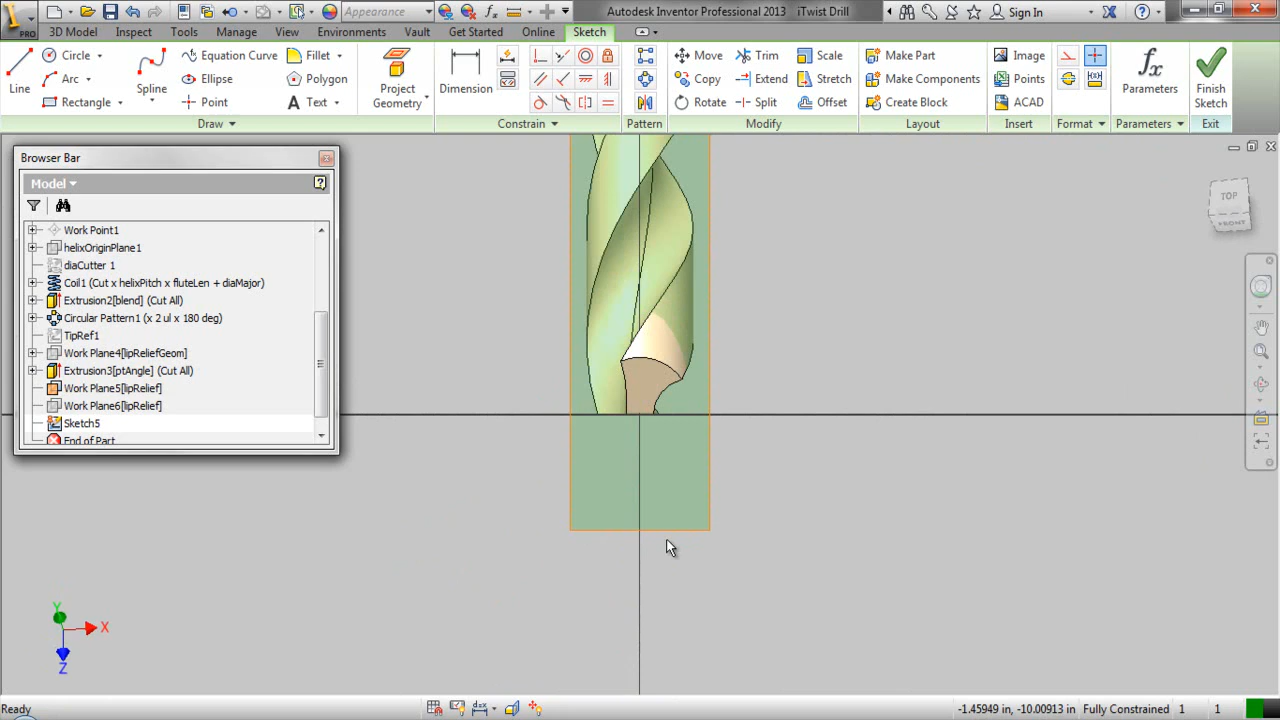 Appearance
Autodesk Inventor Professional 2013 iTwist Drill
Sign In
PRO
3D Model Inspect Tools Manage View Environments Vault Get Started Online Sketch
Line
Circle
Arc
Rectangle
Spline
Equation Curve
Ellipse
Point
Fillet
Polygon
Text
Project Geometry
Dimension
Move
Copy
Rotate
Trim
Extend
Split
Scale
Stretch
Offset
Make Part
Make Components
Create Block
Image
Points
ACAD
fx
Parameters
Finish Sketch
Draw Constrain Pattern Modify Layout Insert Format Parameters Exit
Browser Bar
Model
Work Point1
helixOriginPlane1
diaCutter 1
Coil1 (Cut x helixPitch x fluteLen + diaMajor)
Extrusion2[blend] (Cut All)
Circular Pattern1 (x 2 ul x 180 deg)
TipRef1
Work Plane4[lipReliefGeom]
Extrusion3[ptAngle] (Cut All)
Work Plane5[lipRelief]
Work Plane6[lipRelief]
Sketch5
End of Part
TOP
FRONT
Y
X
Z
Ready
-1.45949 in, -10.00913 in Fully Constrained 1 1